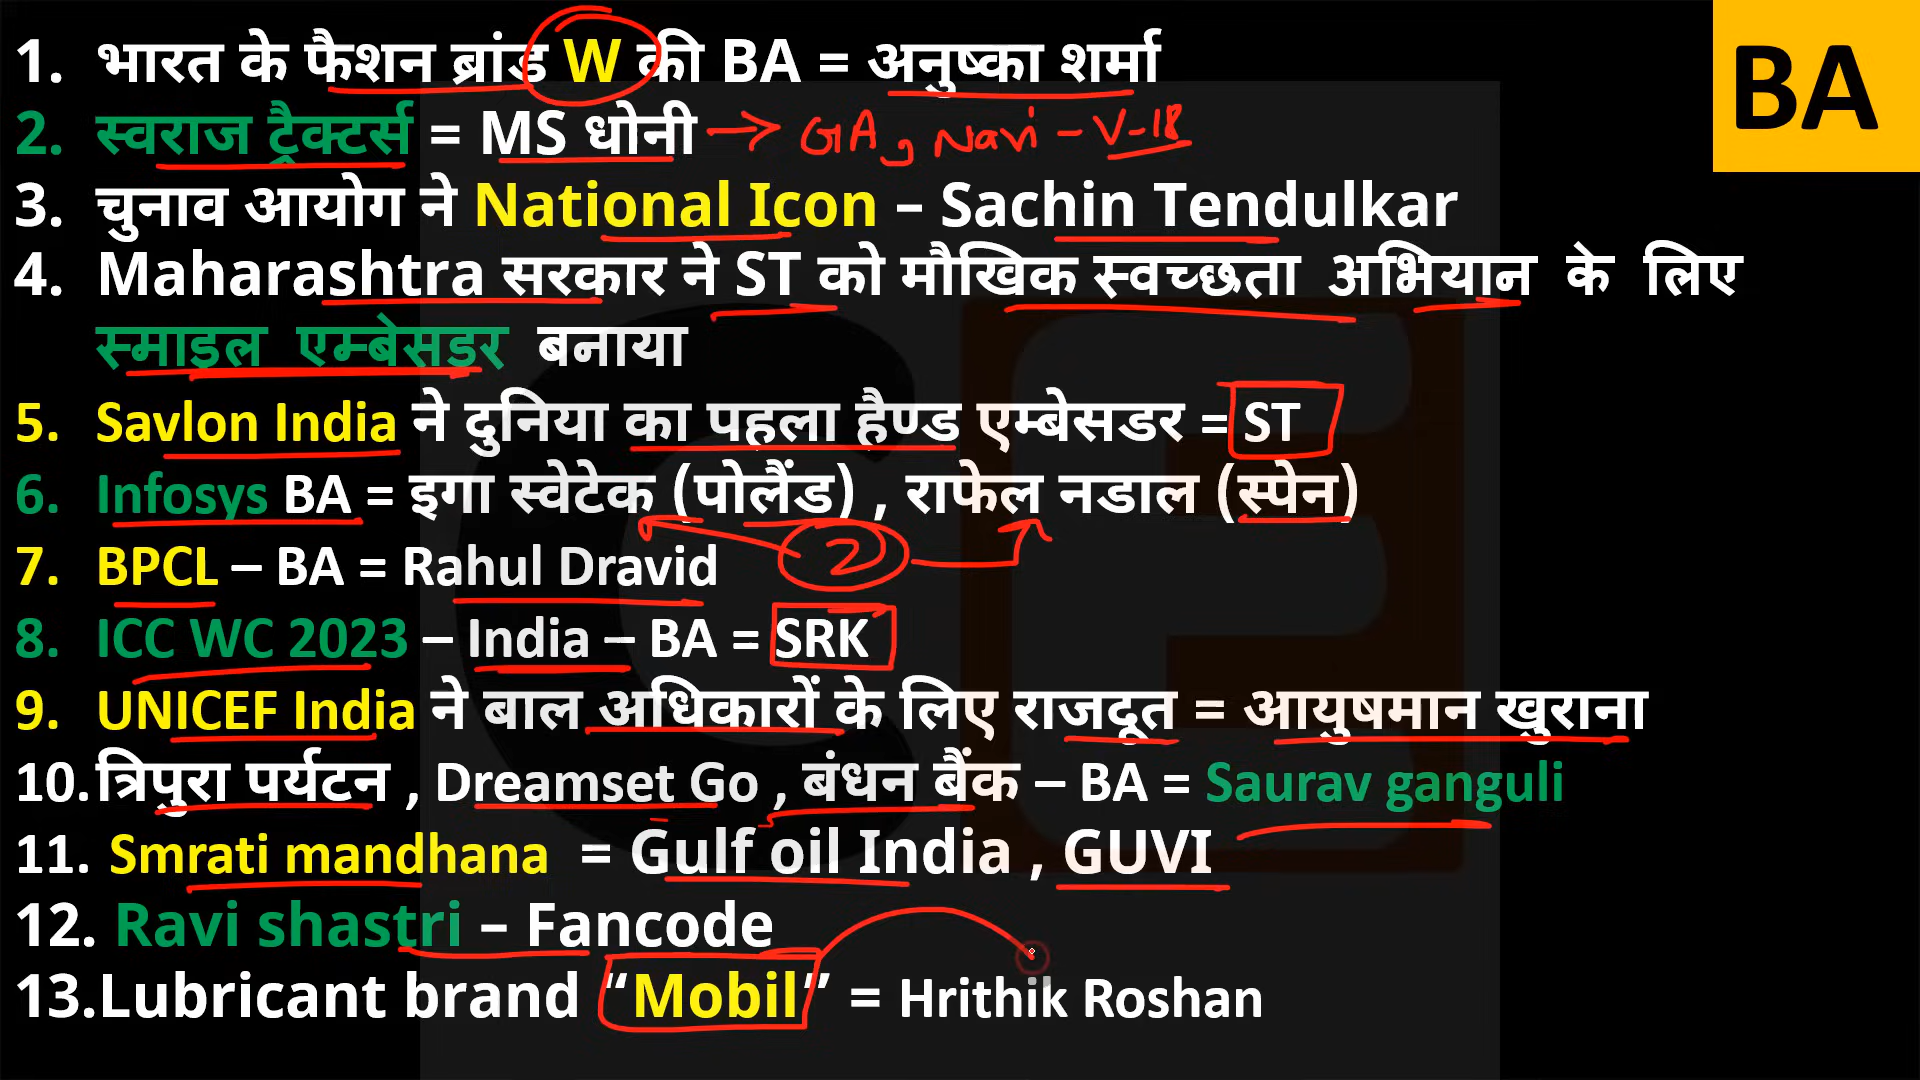 BA
1. भारत के फैशन ब्रांड W की BA = अनुष्का शर्मा
2. स्वराज ट्रैक्टर्स = MS धोनी → GA, Navi - V-18
3. चुनाव आयोग ने National Icon – Sachin Tendulkar
4. Maharashtra सरकार ने ST को मौखिक स्वच्छता अभियान के लिए
स्माइल एम्बेसडर बनाया
5. Savlon India ने दुनिया का पहला हैण्ड एम्बेसडर = ST
6. Infosys BA = इगा स्वेटेक (पोलैंड) , राफेल नडाल (स्पेन)
2
7. BPCL – BA = Rahul Dravid
8. ICC WC 2023 – India – BA = SRK
9. UNICEF India ने बाल अधिकारों के लिए राजदूत = आयुषमान खुराना
10. त्रिपुरा पर्यटन , Dreamset Go , बंधन बैंक – BA = Saurav ganguli
11. Smrati mandhana = Gulf oil India , GUVI
12. Ravi shastri – Fancode
13. Lubricant brand “Mobil” = Hrithik Roshan